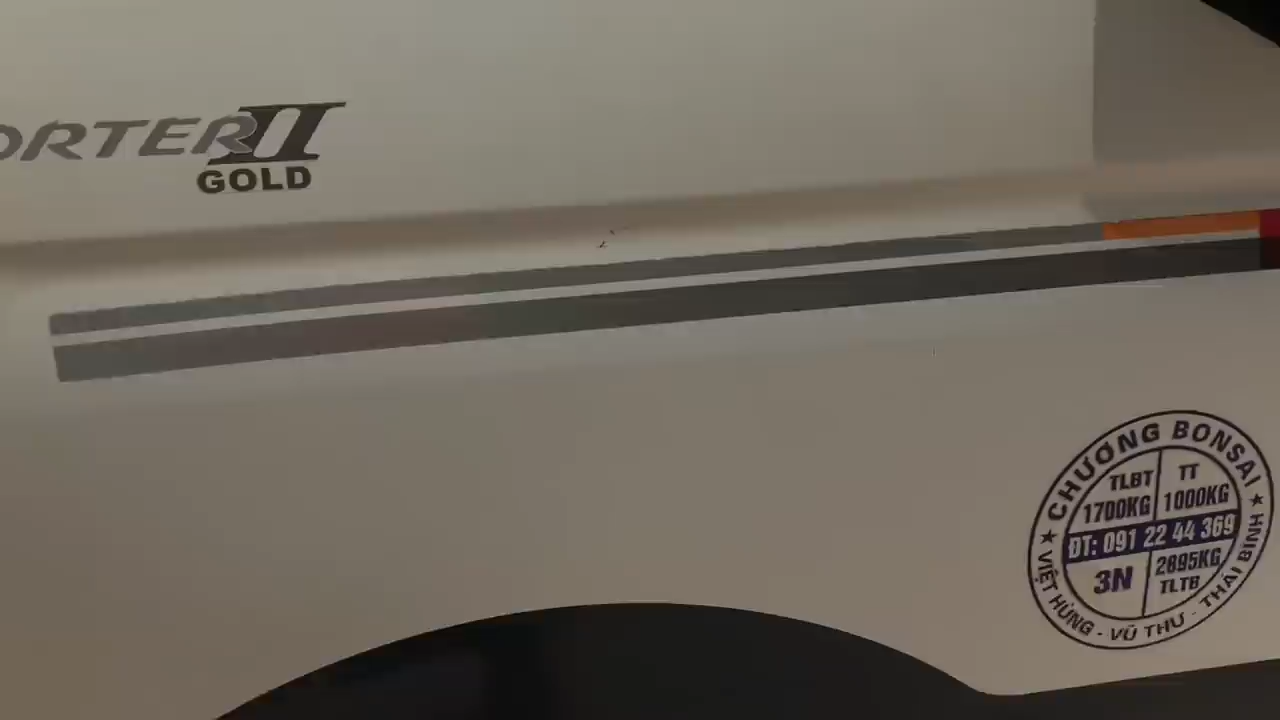 ORTER II
GOLD
CHƯƠNG BONSAI
TLBT
1700KG
TT
1000KG
ĐT: 091 22 44 369
3N
2895KG
TLTB
★ VIỆT HÙNG - VŨ THƯ - THÁI BÌNH ★